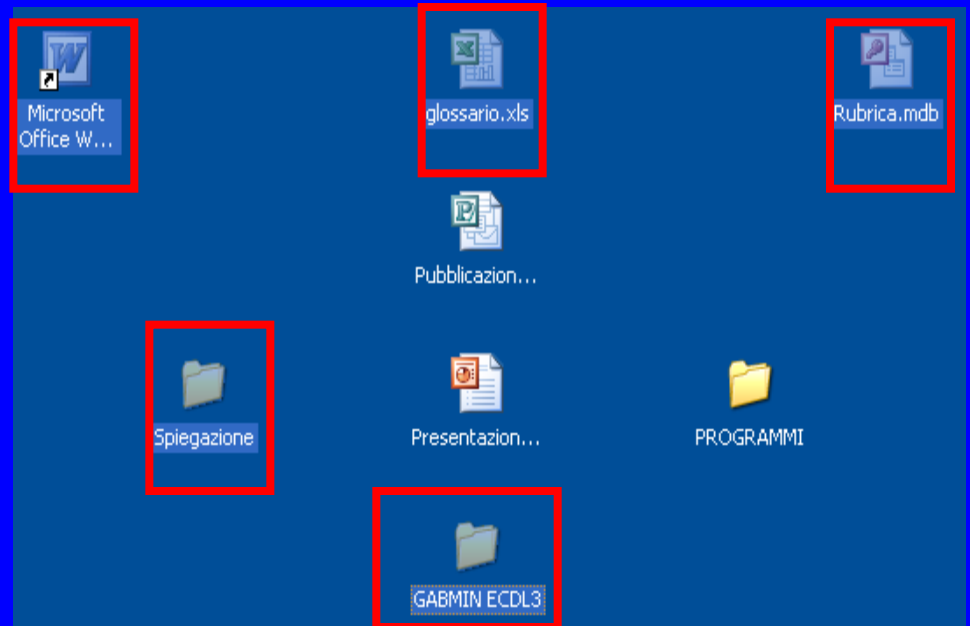 Microsoft
Office W...
glossario.xls
Rubrica.mdb
Pubblicazion...
Spiegazione
Presentazion...
PROGRAMMI
GABMIN ECDL3